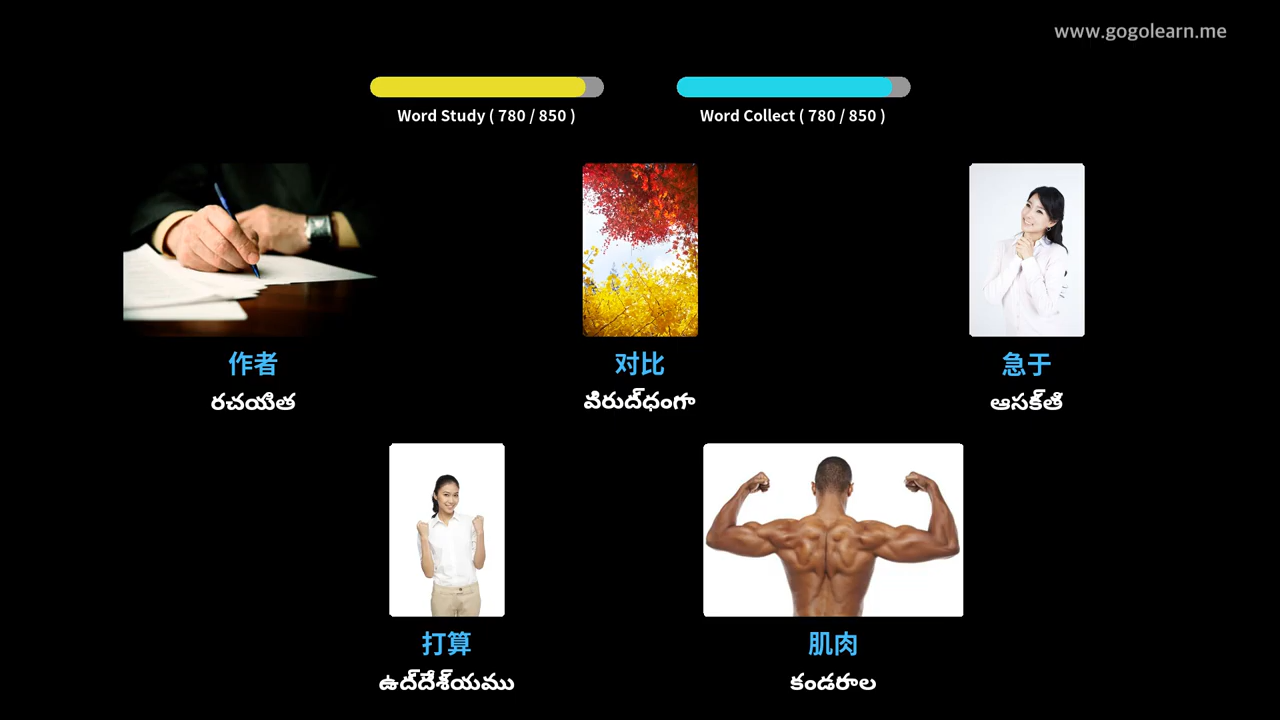 www.gogolearn.me
Word Study ( 780 / 850 )
Word Collect ( 780 / 850 )
作者
రచయిత
对比
విరుద్ధంగా
急于
ఆసక్తి
打算
ఉద్దేశ్యము
肌肉
కండరాల